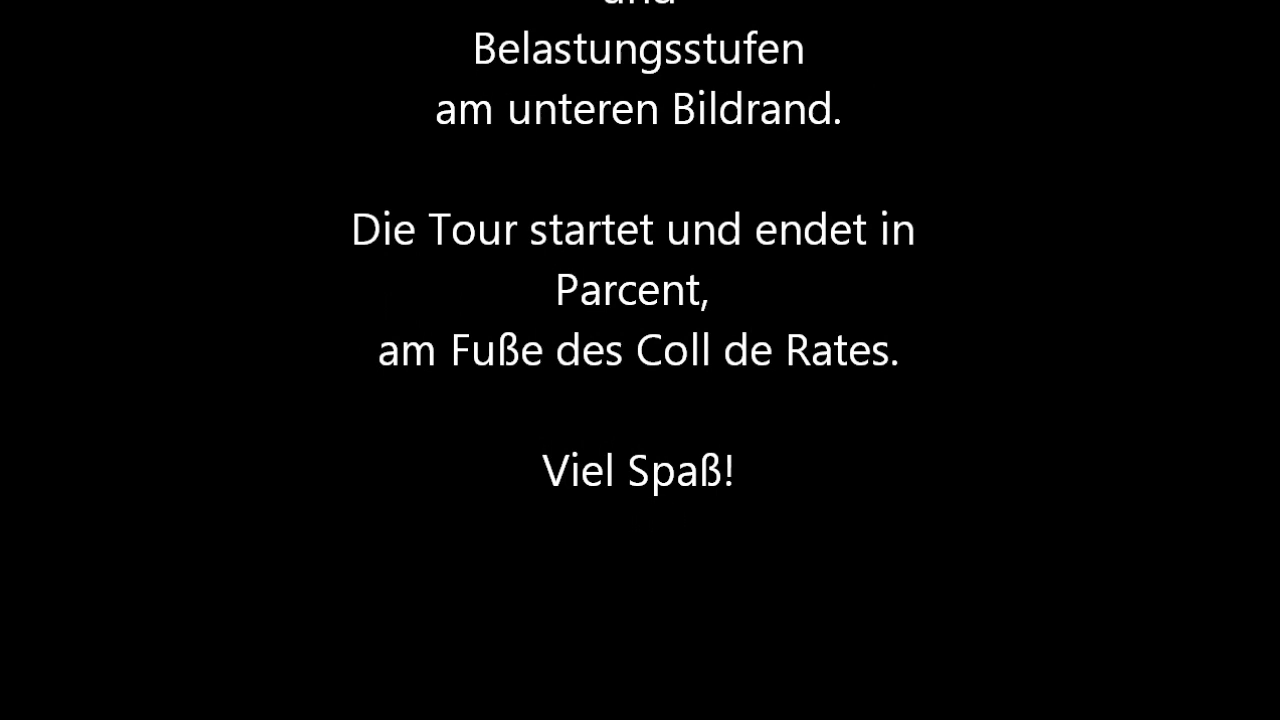 und
Belastungsstufen
am unteren Bildrand.
Die Tour startet und endet in
Parcent,
am Fuße des Coll de Rates.
Viel Spaß!